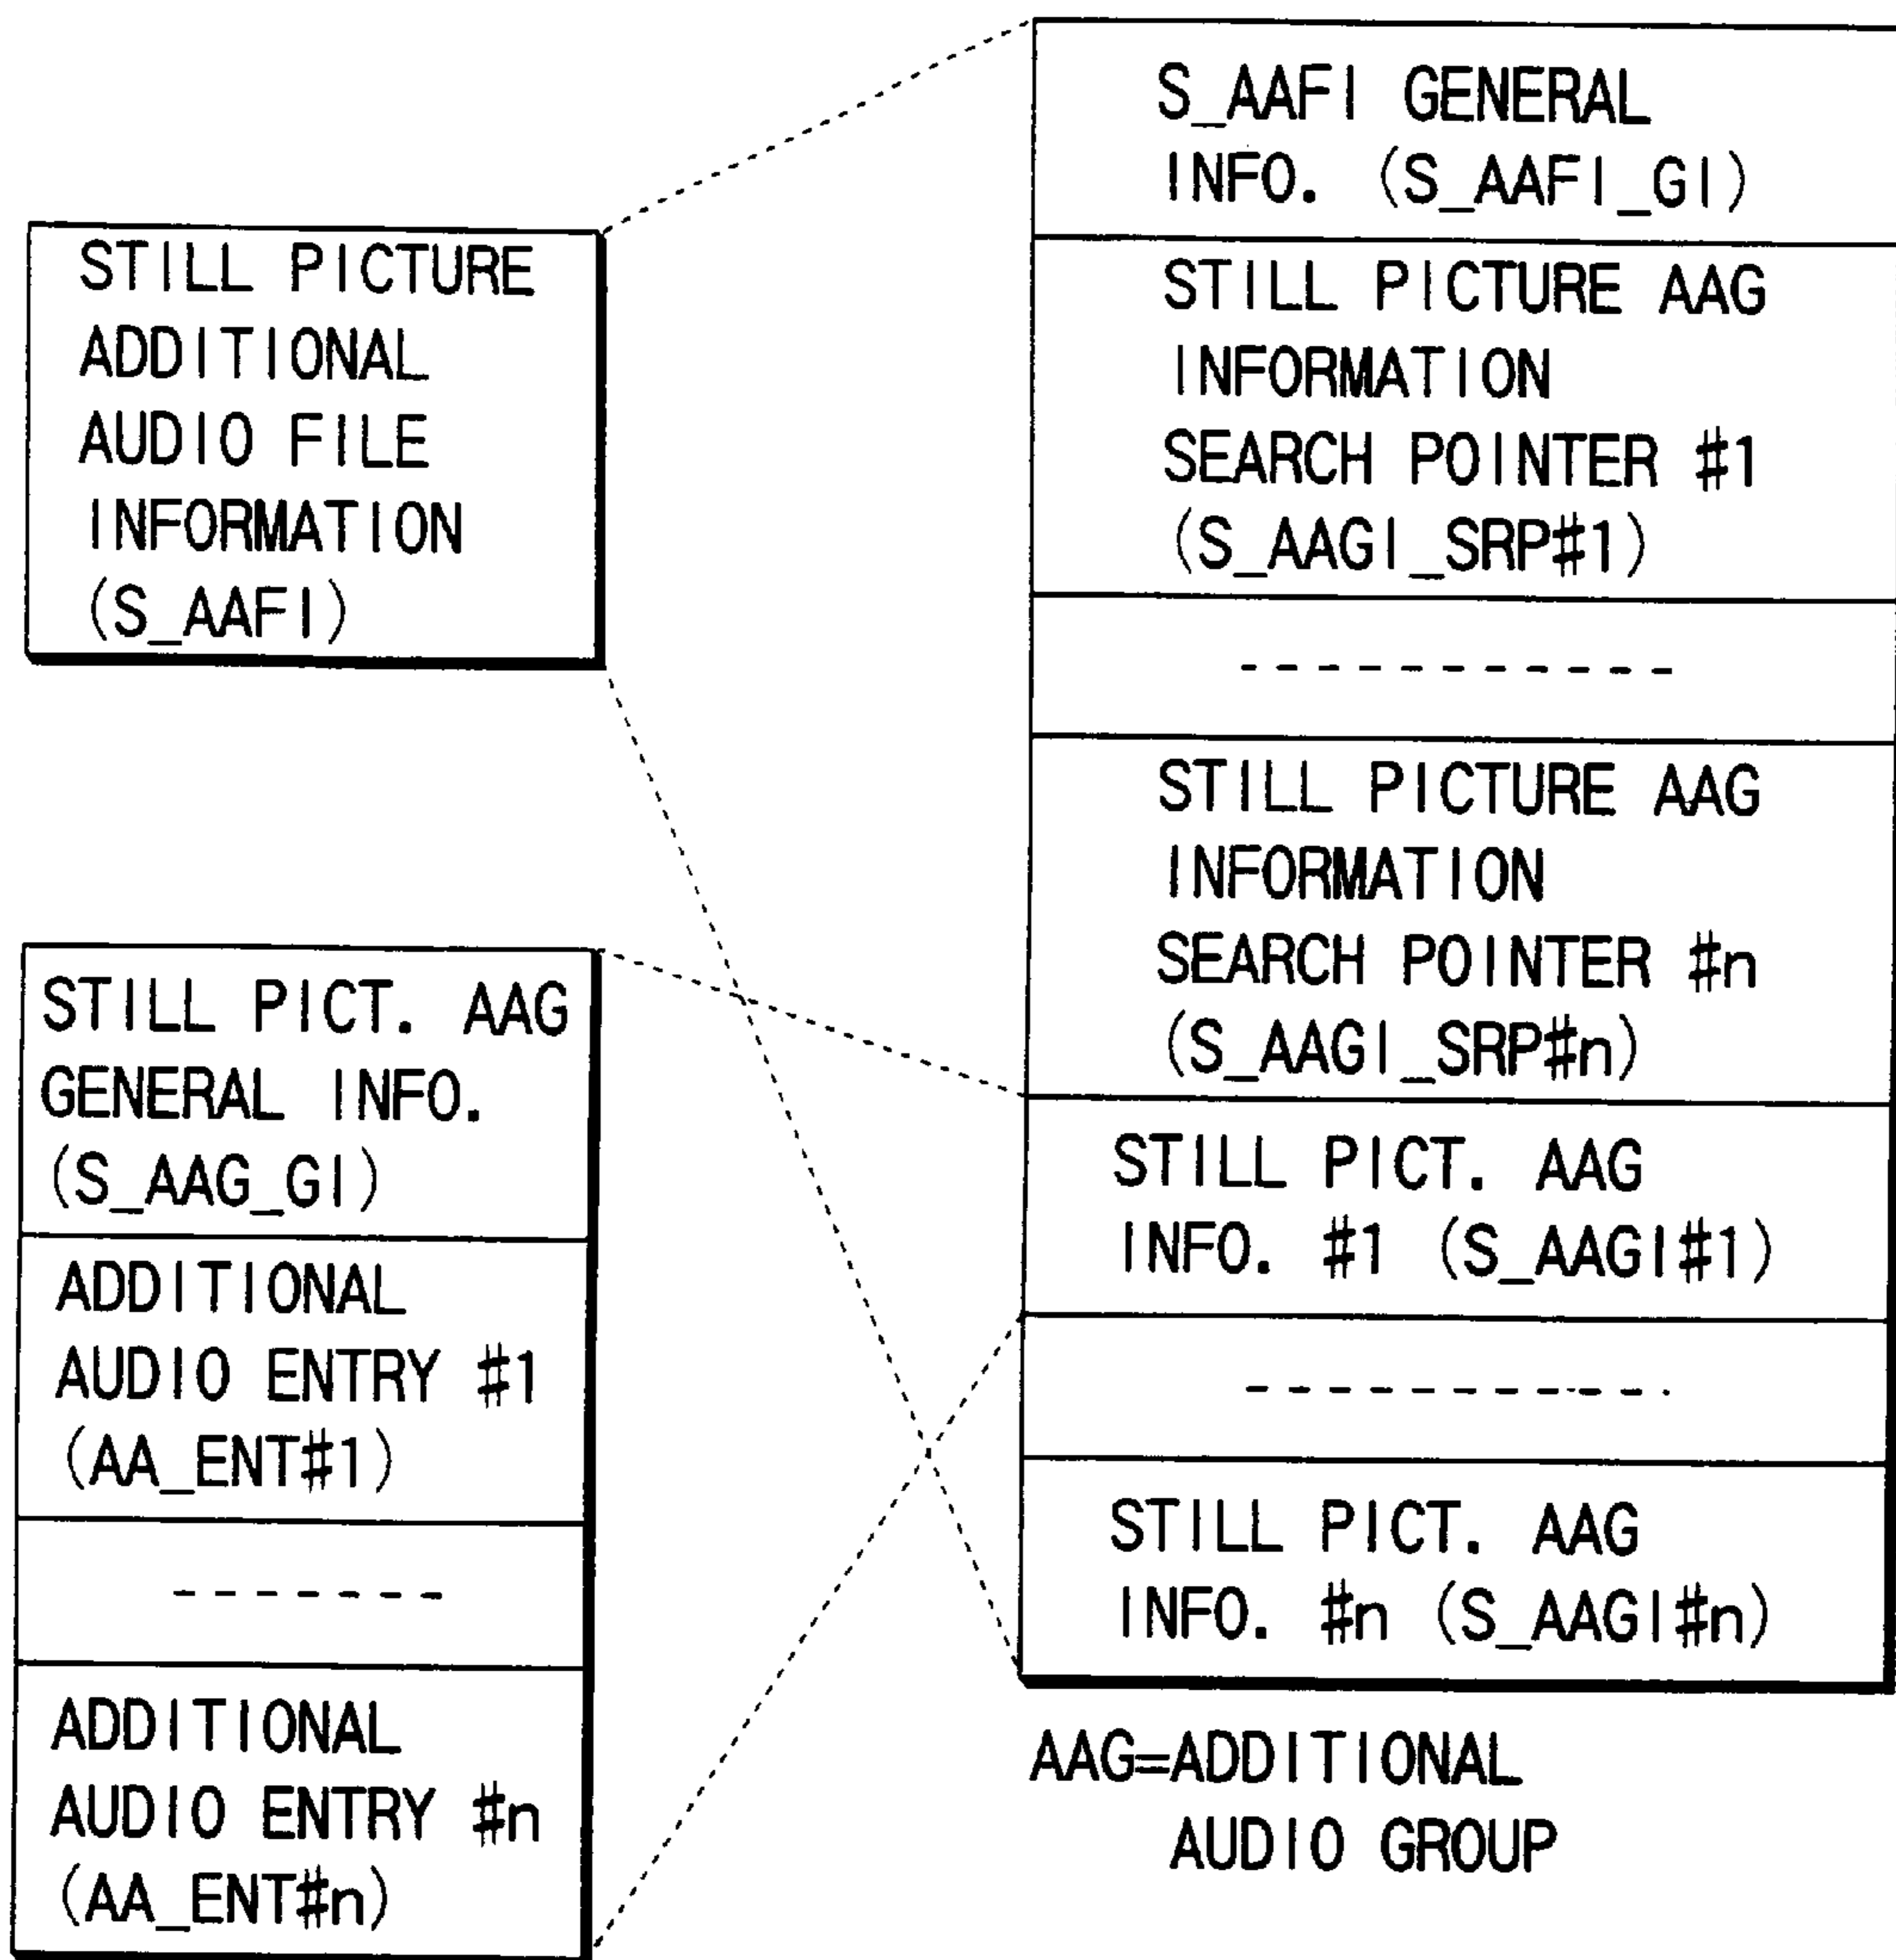 STILL PICTURE
ADDITIONAL
AUDIO FILE
INFORMATION
(S_AAFI)
S_AAFI GENERAL
INFO. (S_AAFI_GI)
STILL PICTURE AAG
INFORMATION
SEARCH POINTER #1
(S_AAGI_SRP#1)
STILL PICTURE AAG
INFORMATION
SEARCH POINTER #n
(S_AAGI_SRP#n)
STILL PICT. AAG
INFO. #1 (S_AAGI#1)
STILL PICT. AAG
INFO. #n (S_AAGI#n)
STILL PICT. AAG
GENERAL INFO.
(S_AAG_GI)
ADDITIONAL
AUDIO ENTRY #1
(AA_ENT#1)
ADDITIONAL
AUDIO ENTRY #n
(AA_ENT#n)
AAG=ADDITIONAL
AUDIO GROUP